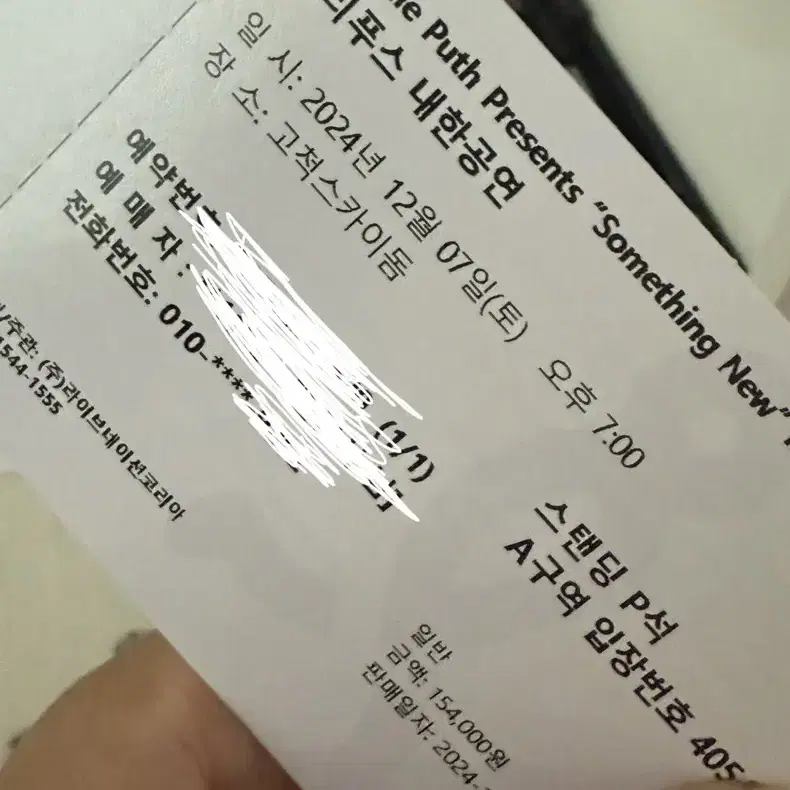 Puth Presents "Something New"
푸스 내한공연
일 시: 2024년 12월 07일(토) 오후 7:00
장 소: 고척스카이돔
예약번호
예 매 자 : (1/1)
전화번호: 010-****
주관: (주)라이브네이션코리아
1544-1555
스탠딩 P석
A구역 입장번호 405
일반
금액: 154,000원
판매일자: 2024-